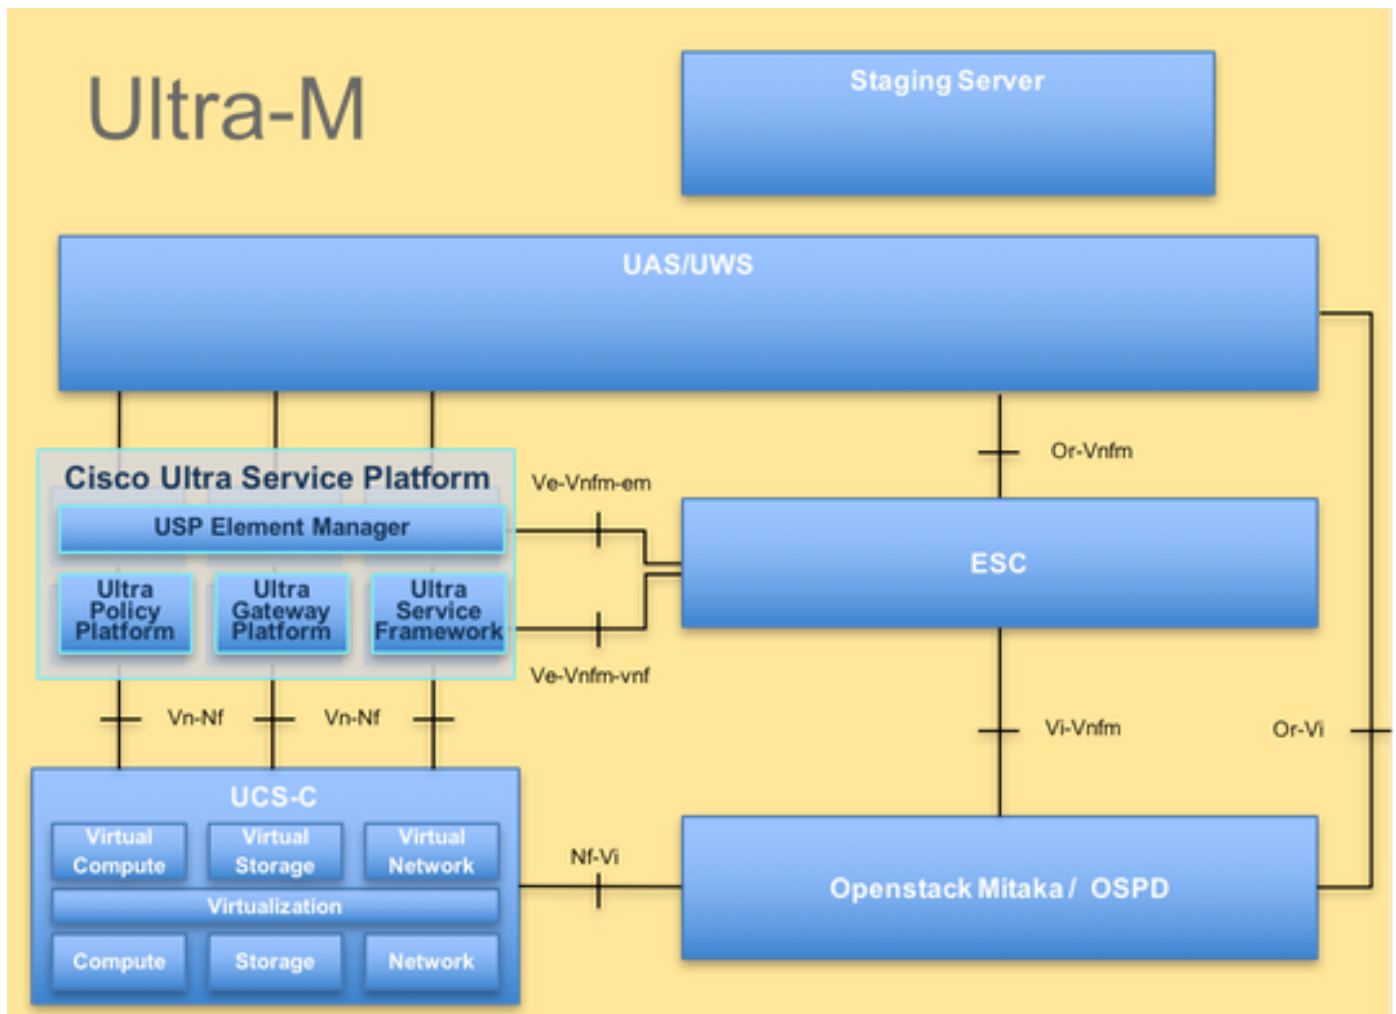 Ultra-M
Staging Server
UAS/UWS
Or-Vnfm
Cisco Ultra Service Platform
Ve-Vnfm-em
USP Element Manager
ESC
Ultra
Policy
Platform
Ultra
Gateway
Platform
Ultra
Service
Framework
Ve-Vnfm-vnf
Vn-Nf
Vn-Nf
Vi-Vnfm
Or-Vi
UCS-C
Virtual
Compute
Virtual
Storage
Virtual
Network
Nf-Vi
Openstack Mitaka / OSPD
Virtualization
Compute
Storage
Network